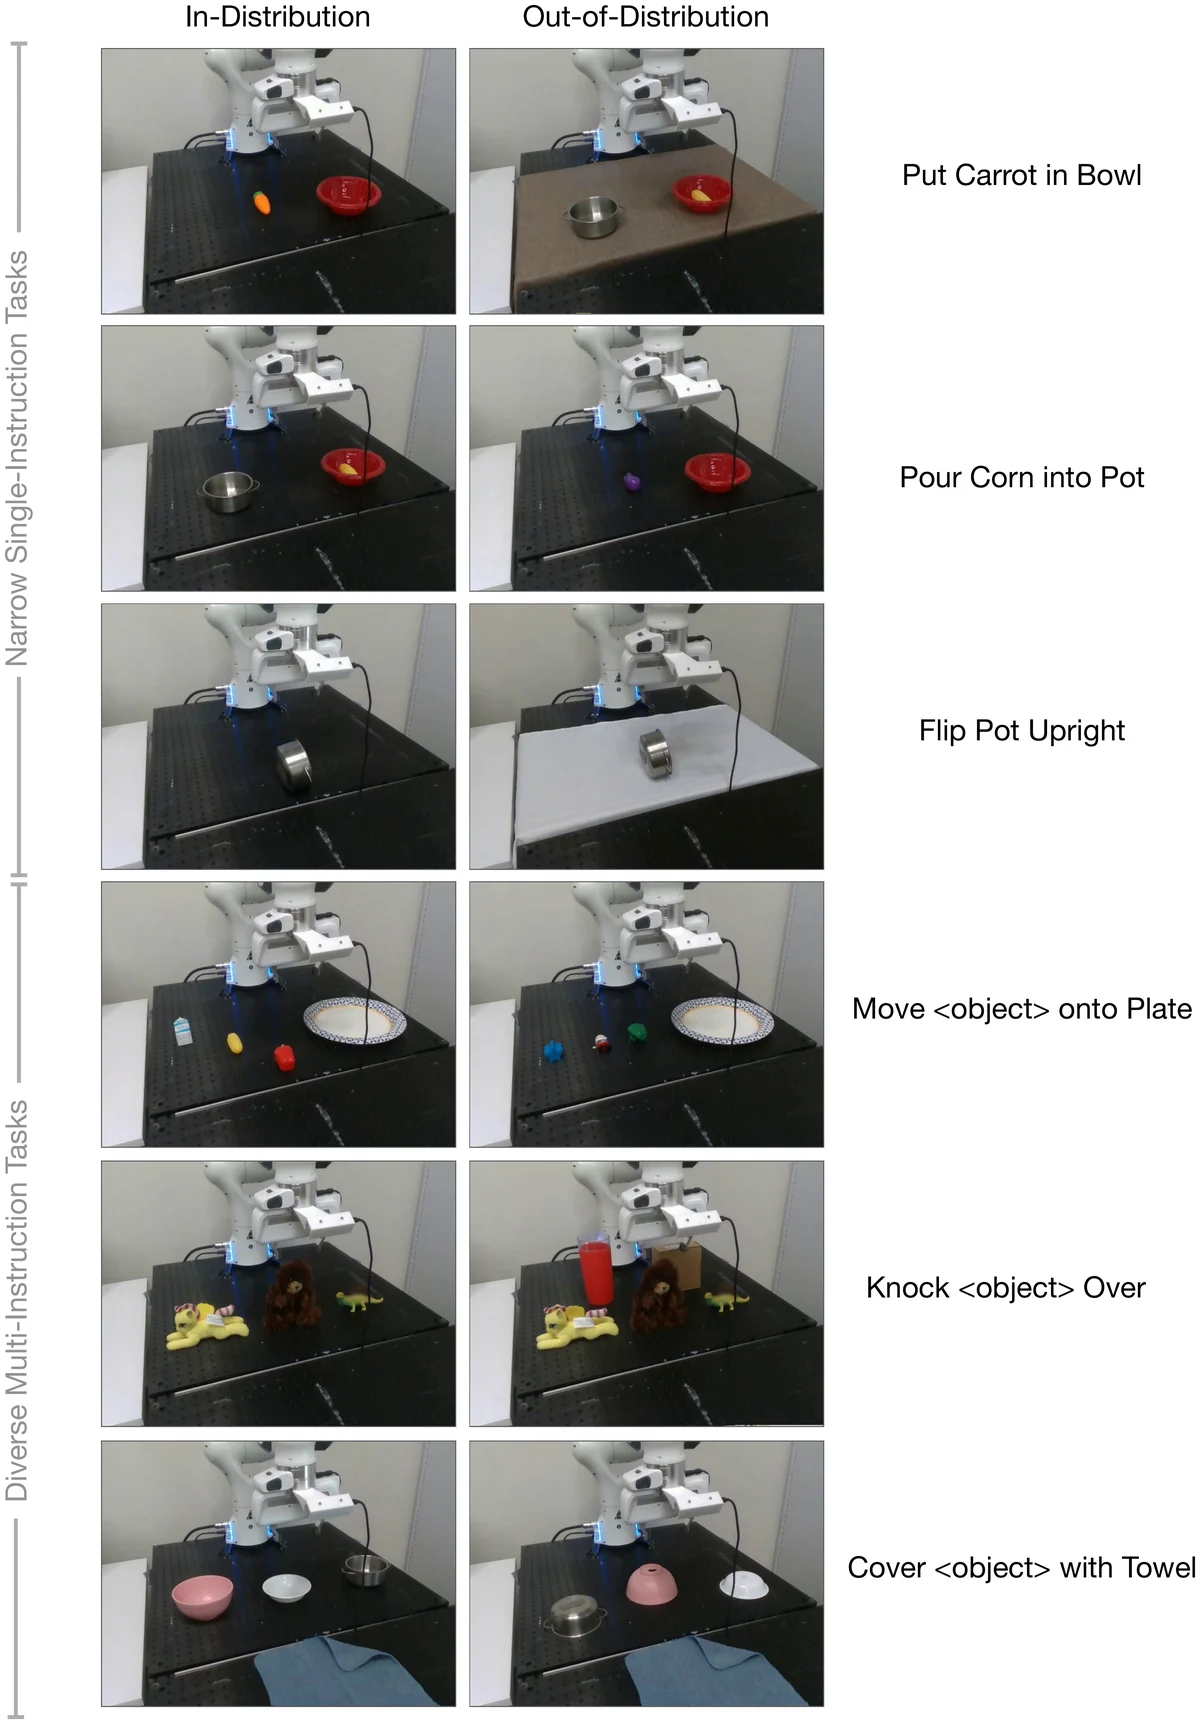 In-Distribution
Out-of-Distribution
Narrow Single-Instruction Tasks
Put Carrot in Bowl
Pour Corn into Pot
Flip Pot Upright
Diverse Multi-Instruction Tasks
Move <object> onto Plate
Knock <object> Over
Cover <object> with Towel